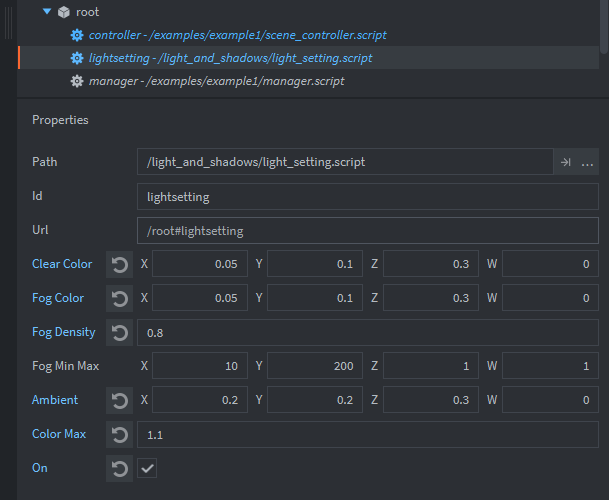 root
controller - /examples/example1/scene_controller.script
lightsetting - /light_and_shadows/light_setting.script
manager - /examples/example1/manager.script
Properties
Path /light_and_shadows/light_setting.script ...
Id lightsetting
Url /root#lightsetting
Clear Color X 0.05 Y 0.1 Z 0.3 W 0
Fog Color X 0.05 Y 0.1 Z 0.3 W 0
Fog Density 0.8
Fog Min Max X 10 Y 200 Z 1 W 1
Ambient X 0.2 Y 0.2 Z 0.3 W 0
Color Max 1.1
On